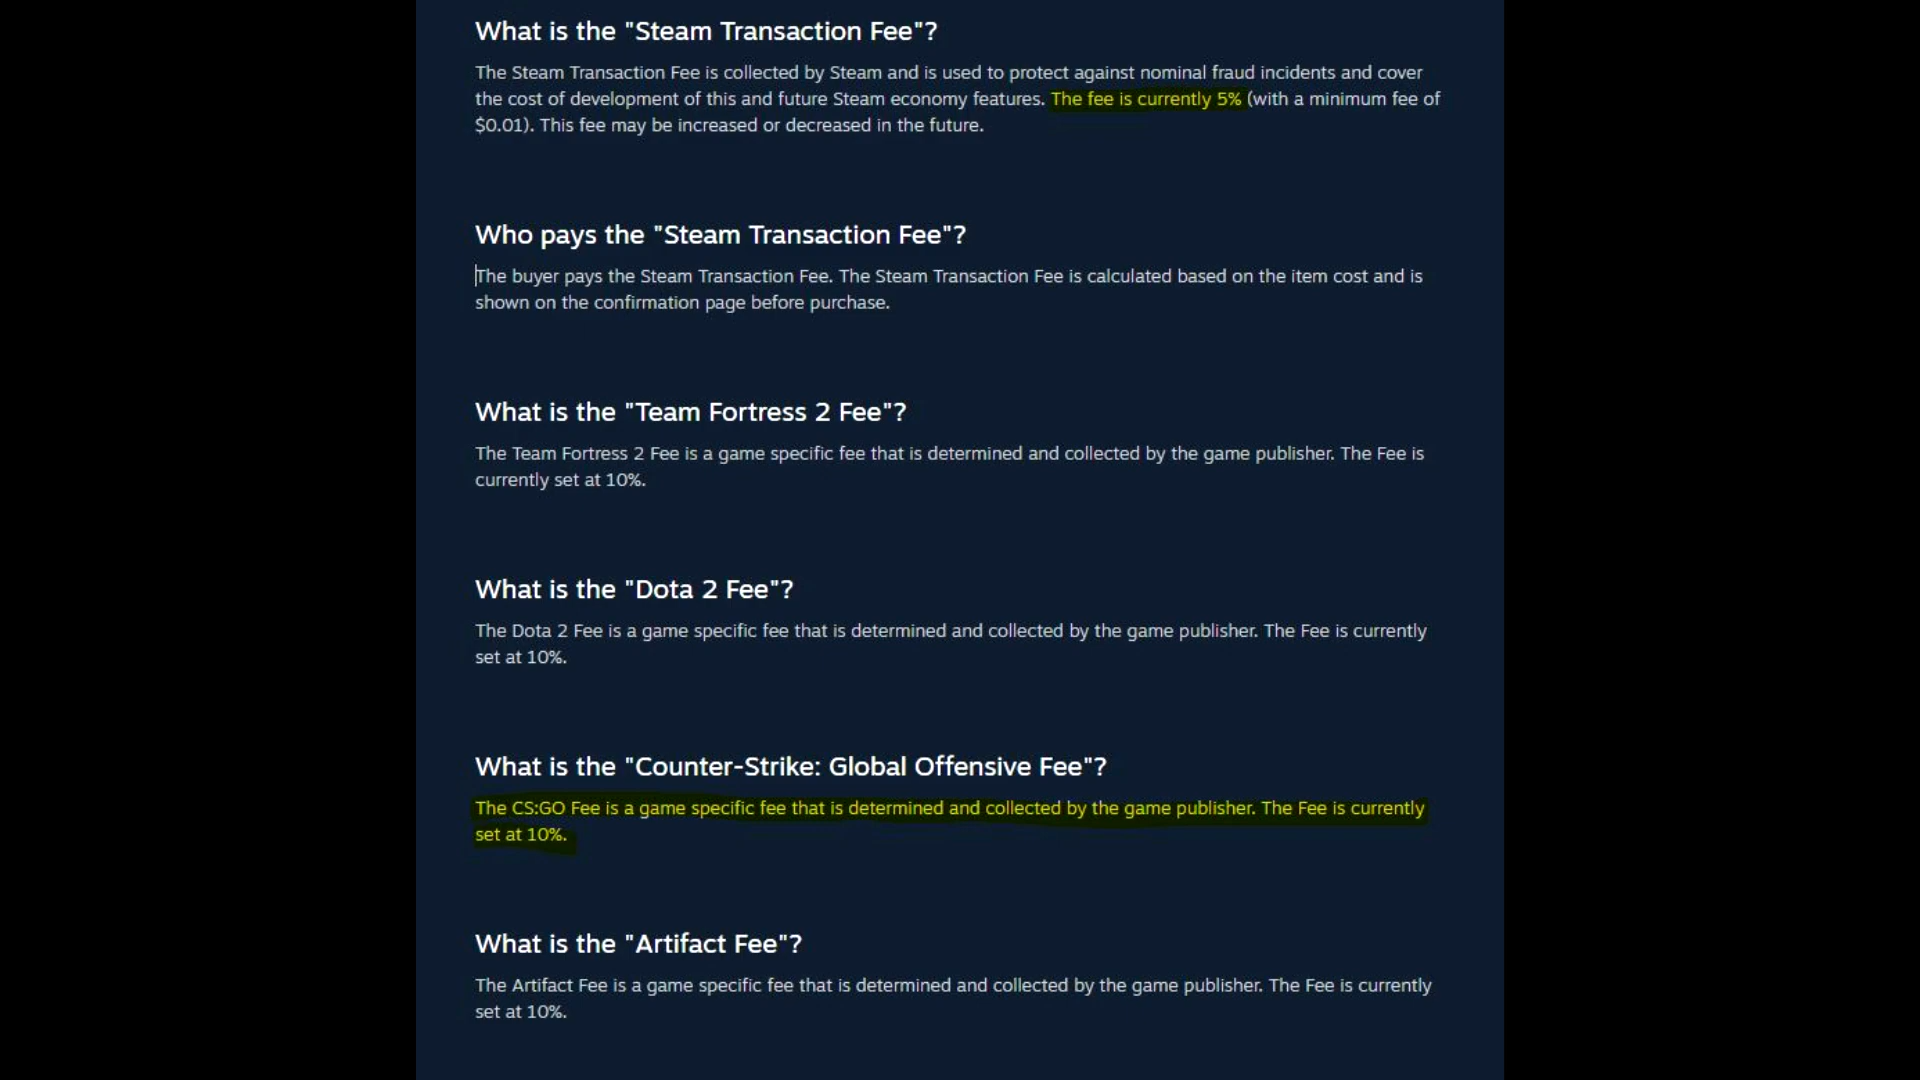 What is the "Steam Transaction Fee"?
The Steam Transaction Fee is collected by Steam and is used to protect against nominal fraud incidents and cover
the cost of development of this and future Steam economy features. The fee is currently 5% (with a minimum fee of
$0.01). This fee may be increased or decreased in the future.
Who pays the "Steam Transaction Fee"?
The buyer pays the Steam Transaction Fee. The Steam Transaction Fee is calculated based on the item cost and is
shown on the confirmation page before purchase.
What is the "Team Fortress 2 Fee"?
The Team Fortress 2 Fee is a game specific fee that is determined and collected by the game publisher. The Fee is
currently set at 10%.
What is the "Dota 2 Fee"?
The Dota 2 Fee is a game specific fee that is determined and collected by the game publisher. The Fee is currently
set at 10%.
What is the "Counter-Strike: Global Offensive Fee"?
The CS:GO Fee is a game specific fee that is determined and collected by the game publisher. The Fee is currently
set at 10%.
What is the "Artifact Fee"?
The Artifact Fee is a game specific fee that is determined and collected by the game publisher. The Fee is currently
set at 10%.